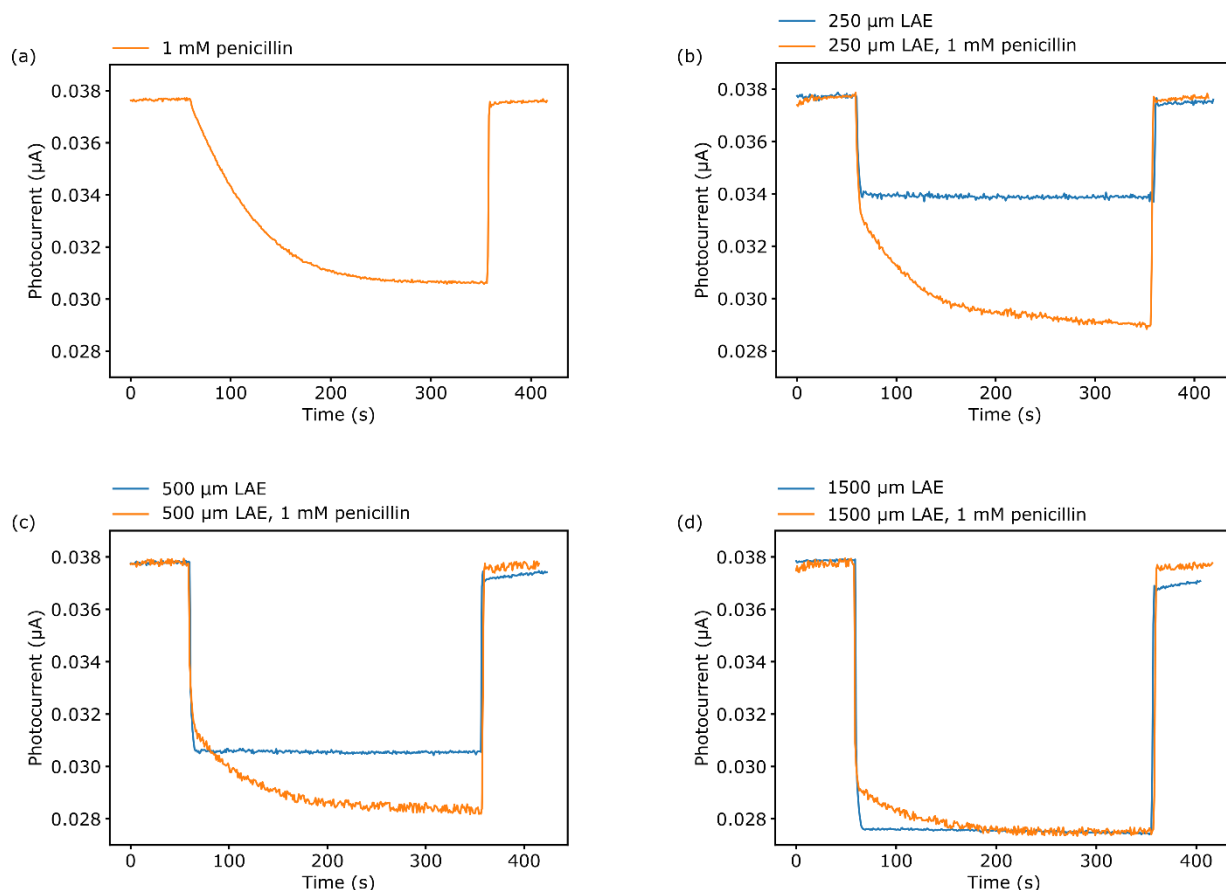 (a)
1 mM penicillin
0.038
0.036
0.034
0.032
0.030
0.028
Photocurrent (µA)
0 100 200 300 400
Time (s)
(b)
250 µm LAE
250 µm LAE, 1 mM penicillin
0.038
0.036
0.034
0.032
0.030
0.028
Photocurrent (µA)
0 100 200 300 400
Time (s)
(c)
500 µm LAE
500 µm LAE, 1 mM penicillin
0.038
0.036
0.034
0.032
0.030
0.028
Photocurrent (µA)
0 100 200 300 400
Time (s)
(d)
1500 µm LAE
1500 µm LAE, 1 mM penicillin
0.038
0.036
0.034
0.032
0.030
0.028
Photocurrent (µA)
0 100 200 300 400
Time (s)